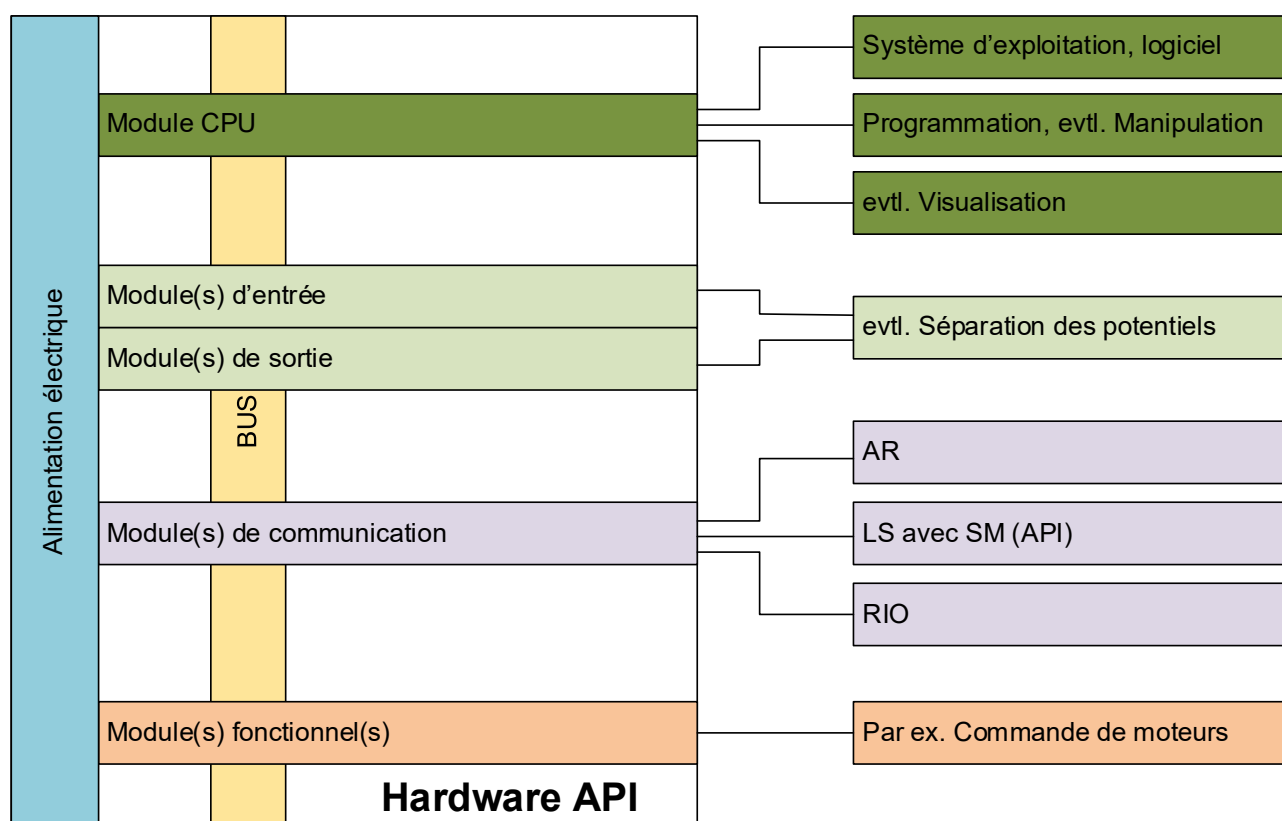 Alimentation électrique
BUS
Module CPU
Système d’exploitation, logiciel
Programmation, evtl. Manipulation
evtl. Visualisation
Module(s) d’entrée
Module(s) de sortie
evtl. Séparation des potentiels
Module(s) de communication
AR
LS avec SM (API)
RIO
Module(s) fonctionnel(s)
Par ex. Commande de moteurs
Hardware API